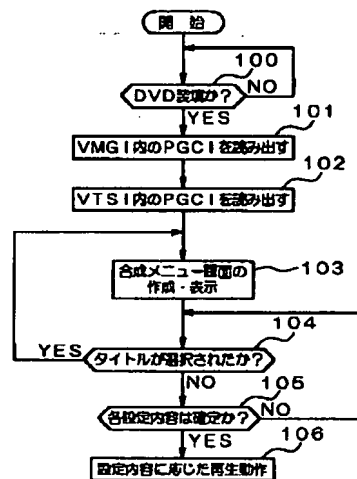 開 始
100
DVD装填か?
NO
YES
101
VMGI内のPGCIを読み出す
102
VTSI内のPGCIを読み出す
合成メニュー画面の
作成・表示
103
104
YES
タイトルが選択されたか?
NO
105
各設定内容は確定か?
NO
YES
106
設定内容に応じた再生動作